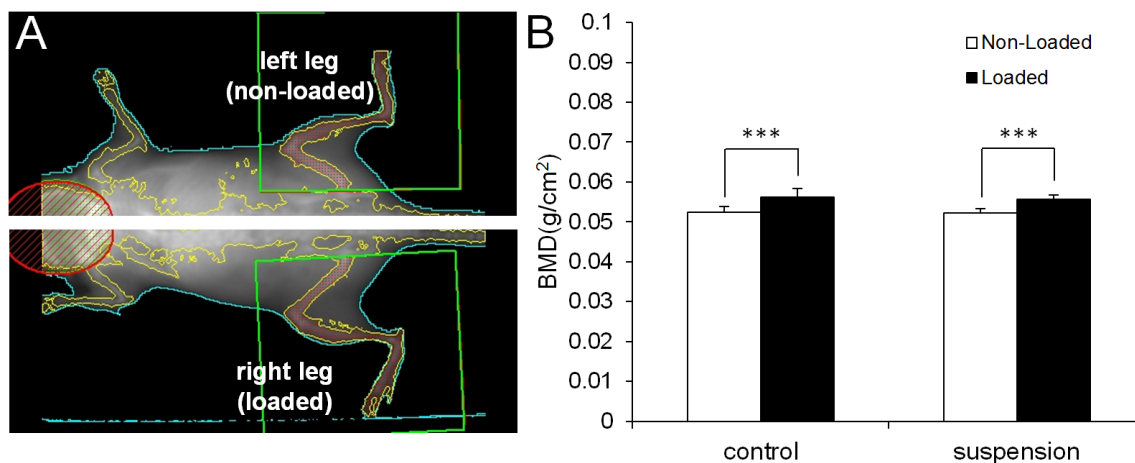 A
left leg
(non-loaded)
right leg
(loaded)
B
BMD(g/cm²)
0.1
0.09
0.08
0.07
0.06
0.05
0.04
0.03
0.02
0.01
0
Non-Loaded
Loaded
***
***
control
suspension